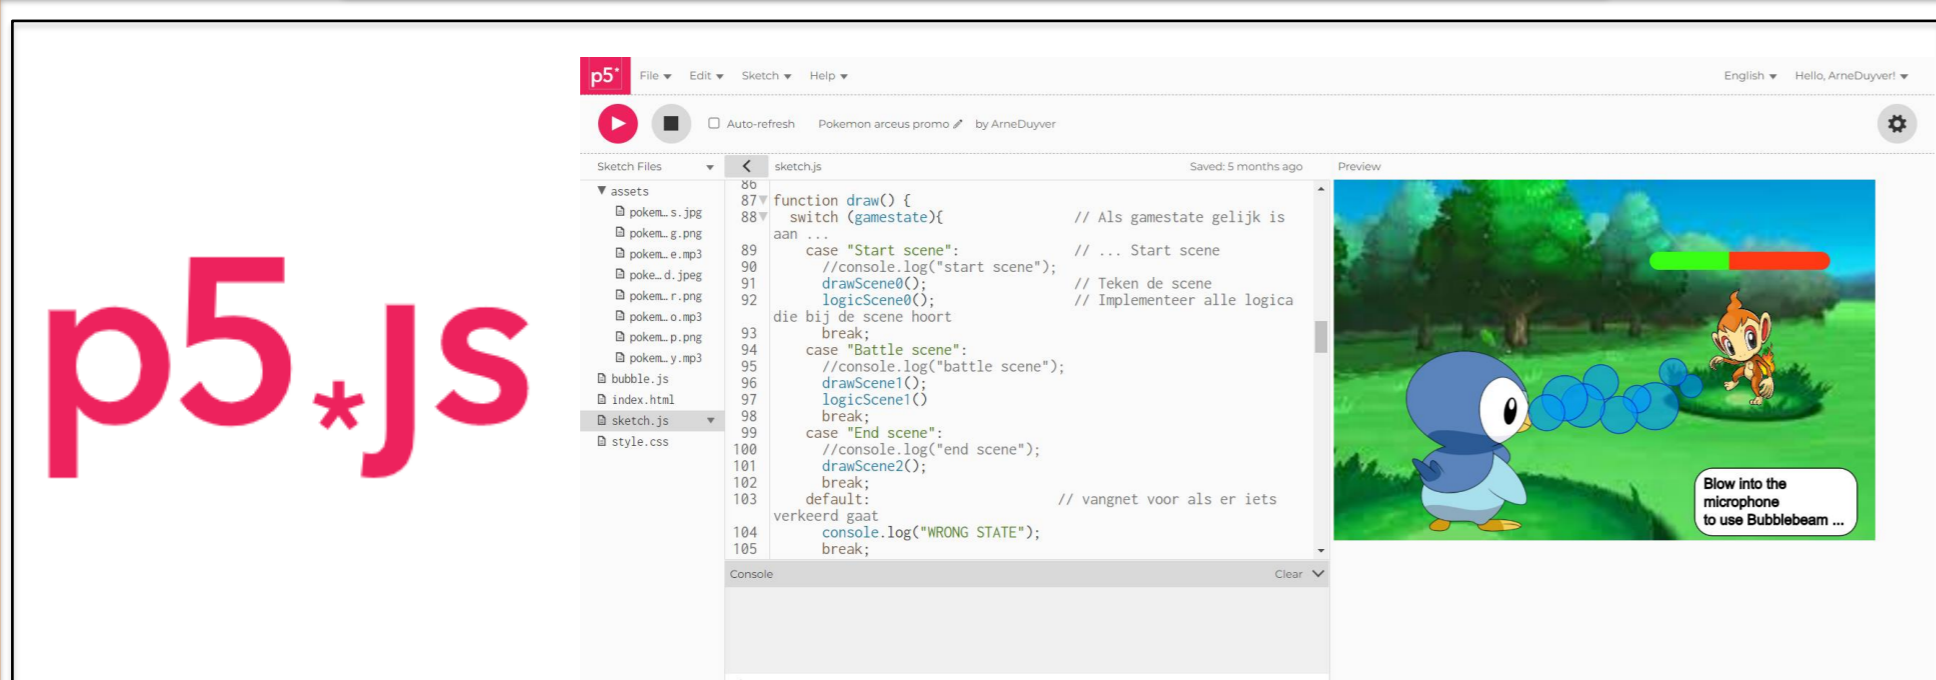 p5.js
p5* File Edit Sketch Help English Hello, ArneDuyver!
Auto-refresh Pokemon arceus promo by ArneDuyver
Sketch Files sketch.js Saved: 5 months ago Preview
assets
pokem…s.jpg
pokem…g.png
pokem…e.mp3
poke…d.jpeg
pokem…r.png
pokem…o.mp3
pokem…p.png
pokem…y.mp3
bubble.js
index.html
sketch.js
style.css
86
87 function draw() {
88 switch (gamestate){ // Als gamestate gelijk is
aan ...
89 case "Start scene": // ... Start scene
90 //console.log("start scene");
91 drawScene0(); // Teken de scene
92 logicScene0(); // Implementeer alle logica
die bij de scene hoort
93 break;
94 case "Battle scene":
95 //console.log("battle scene");
96 drawScene1();
97 logicScene1()
98 break;
99 case "End scene":
100 //console.log("end scene");
101 drawScene2();
102 break;
103 default: // vangnet voor als er iets
verkeerd gaat
104 console.log("WRONG STATE");
105 break;
Console Clear
Blow into the
microphone
to use Bubblebeam ...